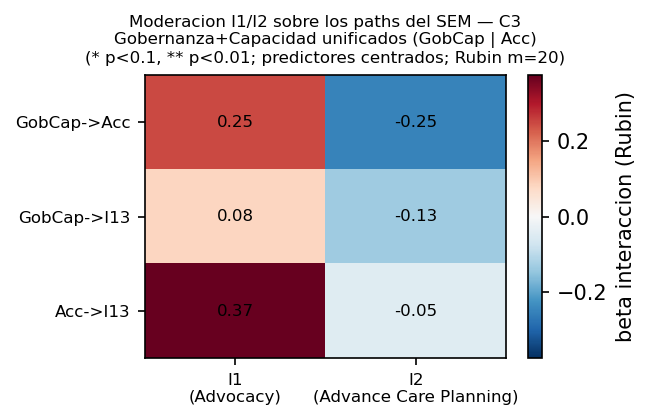 Moderacion I1/I2 sobre los paths del SEM — C3
Gobernanza+Capacidad unificados (GobCap | Acc)
(* p<0.1, ** p<0.01; predictores centrados; Rubin m=20)
GobCap->Acc
0.25
-0.25
GobCap->I13
0.08
-0.13
Acc->I13
0.37
-0.05
I1
(Advocacy)
I2
(Advance Care Planning)
0.2
0.0
−0.2
beta interaccion (Rubin)